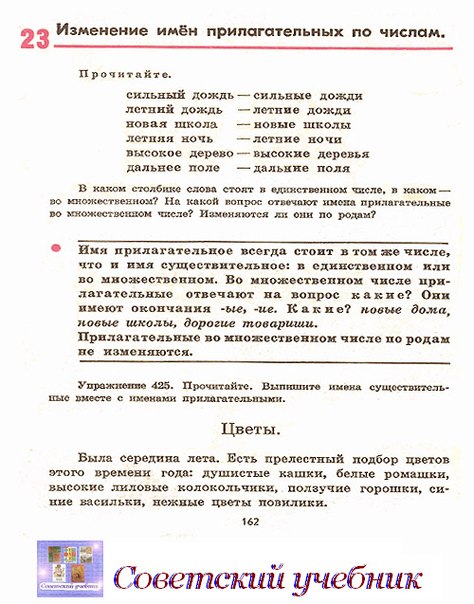 23 Изменение имён прилагательных по числам.
Прочитайте.
сильный дождь — сильные дожди
летний дождь — летние дожди
новая школа — новые школы
летняя ночь — летние ночи
высокое дерево — высокие деревья
дальнее поле — дальние поля
В каком столбике слова стоят в единственном числе, в каком —
во множественном? На какой вопрос отвечают имена прилагательные
во множественном числе? Изменяются ли они по родам?
Имя прилагательное всегда стоит в том же числе,
что и имя существительное: в единственном или
во множественном. Во множественном числе при-
лагательные отвечают на вопрос какие? Они
имеют окончания -ые, -ие. Какие? новые дома,
новые школы, дорогие товарищи.
Прилагательные во множественном числе по родам
не изменяются.
Упражнение 425. Прочитайте. Выпишите имена существитель-
ные вместе с именами прилагательными.
Цветы.
Была середина лета. Есть прелестный подбор цветов
этого времени года: душистые кашки, белые ромашки,
высокие лиловые колокольчики, ползучие горошки, си-
ние васильки, нежные цветы повилики.
162
Советский учебник
Советский учебник